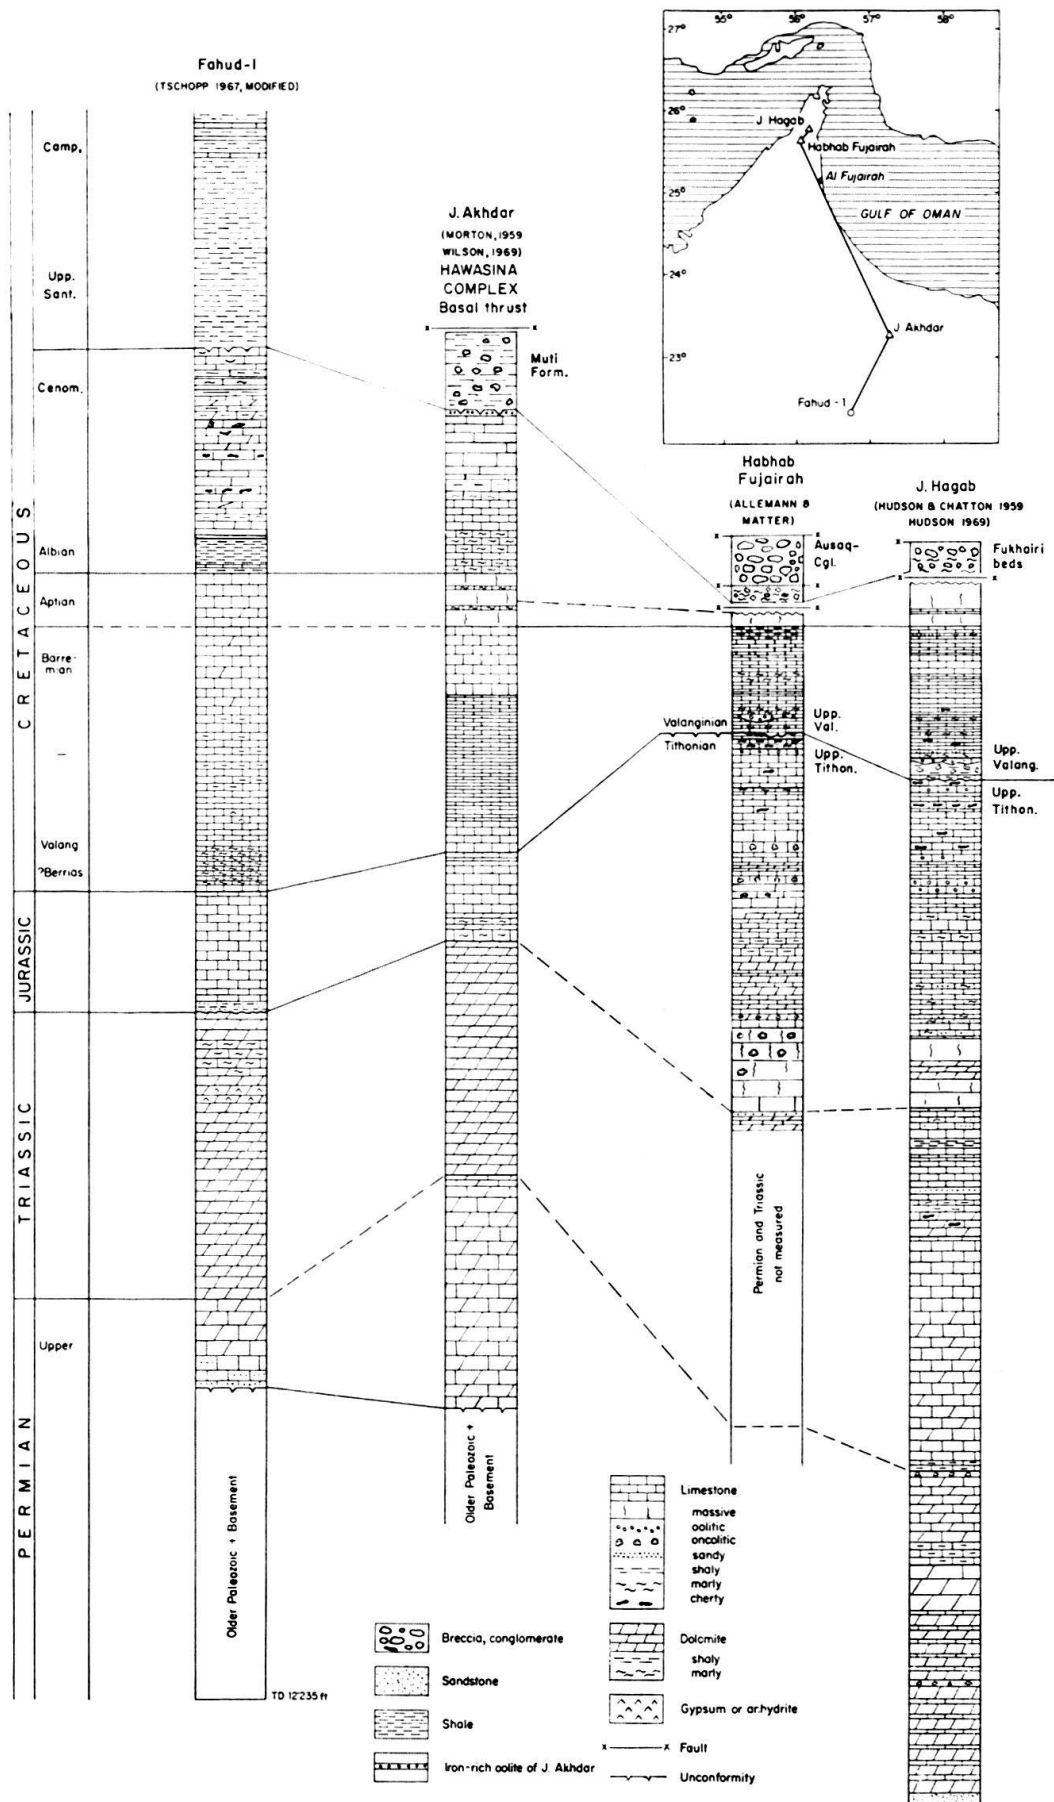 Fahud-1
(TSCHOPP 1967, MODIFIED)
J. Akhdar
(MORTON, 1959
WILSON, 1969)
HAWASINA
COMPLEX
Basal thrust
Muti
Form.
55°
56°
57°
58°
27°
26°
25°
24°
23°
J. Hagab
Habhab Fujairah
Al Fujairah
GULF OF OMAN
J Akhdar
Fahud - 1
Habhab
Fujairah
(ALLEMANN &
MATTER)
Ausaq-
Cgl.
J. Hagab
(HUDSON & CHATTON 1959
HUDSON 1969)
Fukhairi
beds
CRETACEOUS
JURASSIC
TRIASSIC
PERMIAN
Camp,
Upp.
Sant.
Cenom.
Albian
Aptian
Barre-
mian
–
Valang
?Berrias
Upper
Valanginian
Tithonian
Upp.
Val.
Upp.
Tithon.
Upp.
Valang.
Upp.
Tithon.
Permian and Triassic
not measured
Older Paleozoic + Basement
Older Paleozoic +
Basement
TD 12'235 ft
Breccia, conglomerate
Sandstone
Shale
Iron-rich oolite of J. Akhdar
Limestone
massive
oolitic
oncolitic
sandy
shaly
marly
cherty
Dolomite
shaly
marly
Gypsum or anhydrite
x x Fault
Unconformity